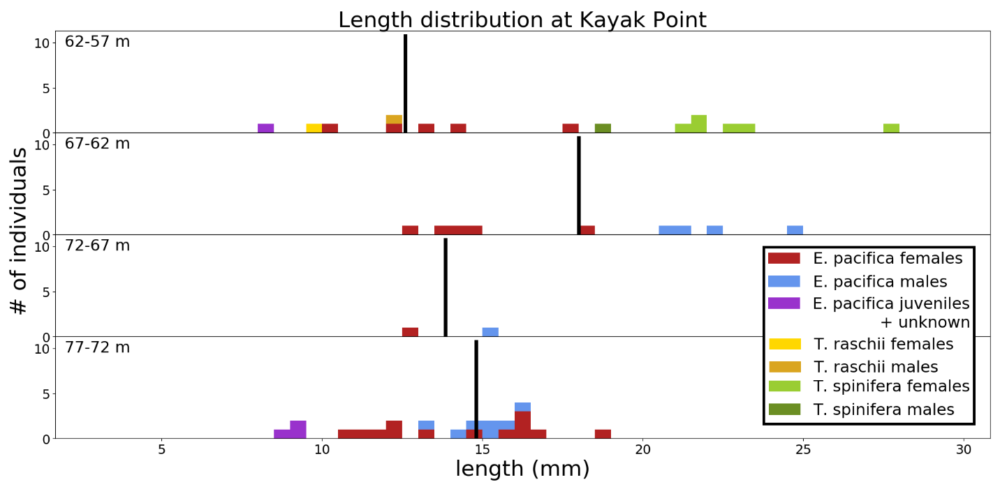 Length distribution at Kayak Point
62-57 m
10
5
0
67-62 m
10
5
0
72-67 m
10
5
0
77-72 m
10
5
0
# of individuals
E. pacifica females
E. pacifica males
E. pacifica juveniles
+ unknown
T. raschii females
T. raschii males
T. spinifera females
T. spinifera males
5 10 15 20 25 30
length (mm)